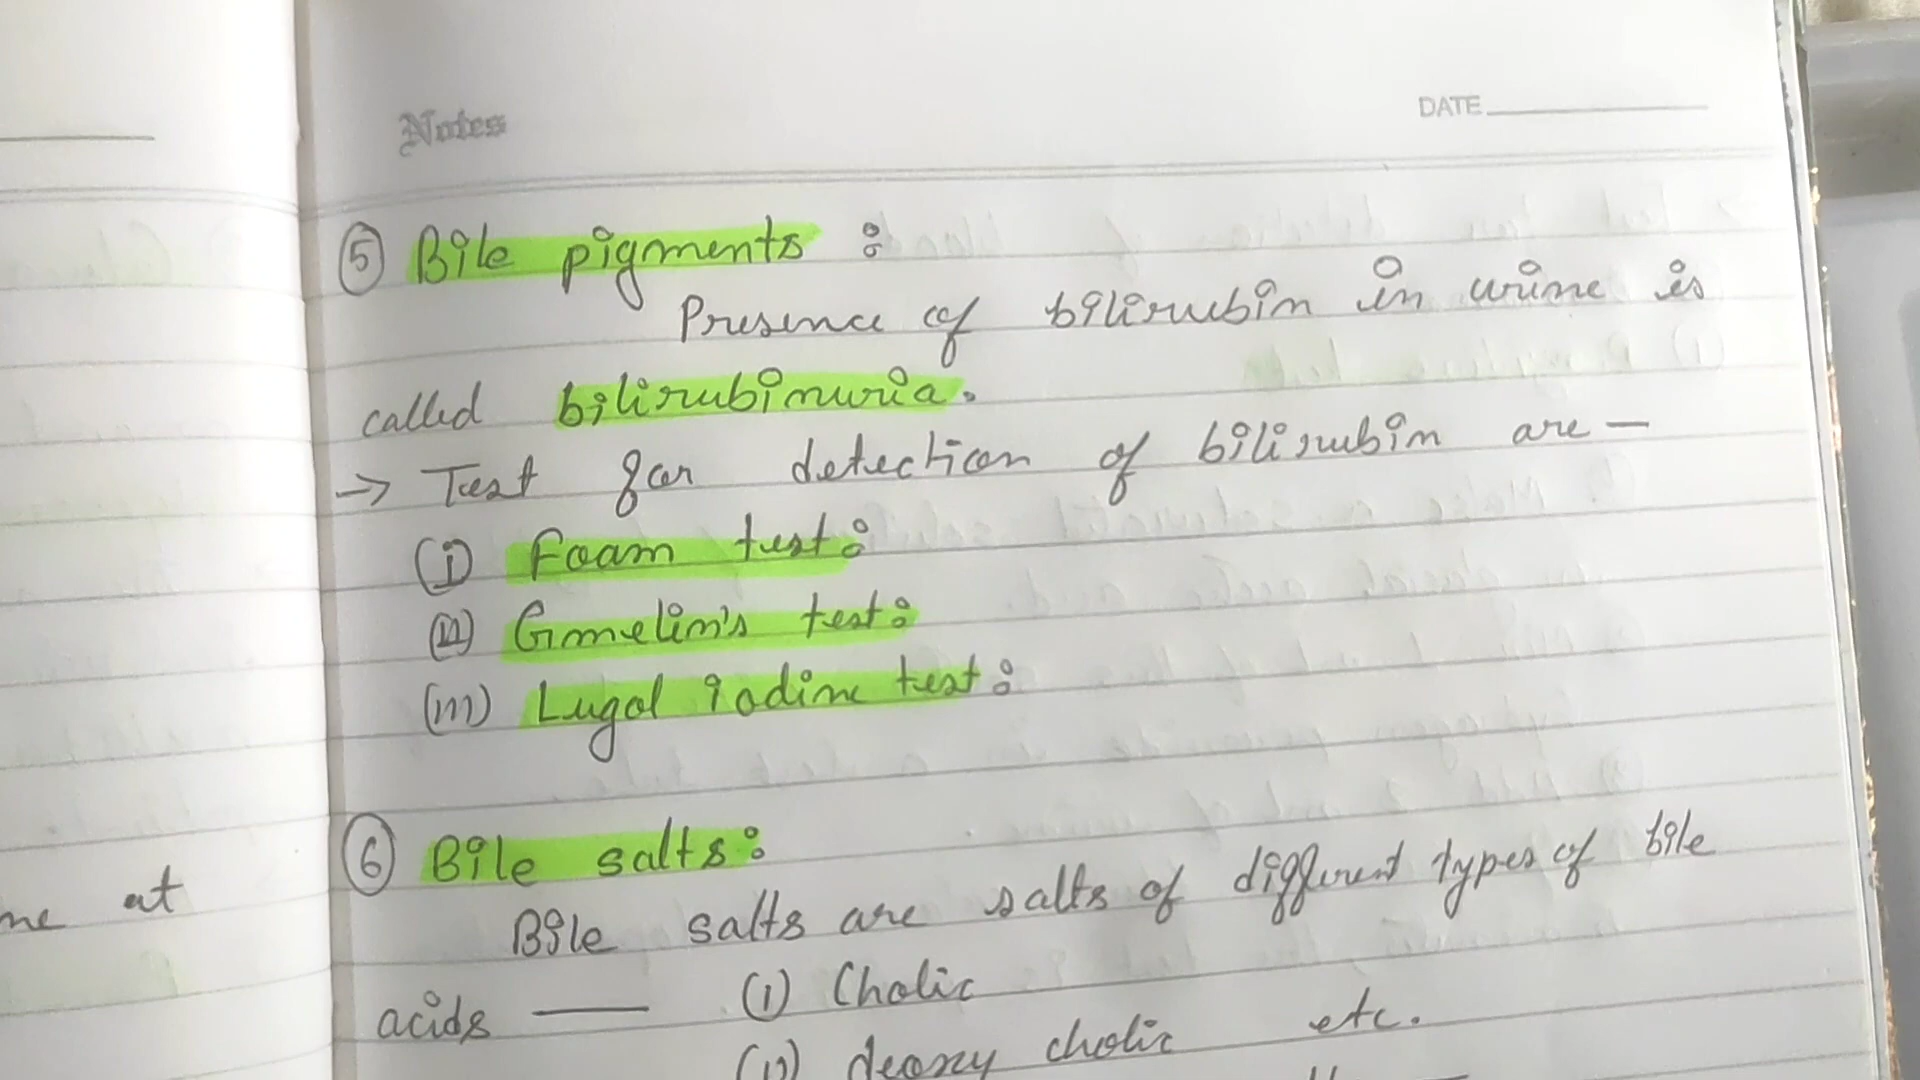 Notes
DATE
⑤ Bile pigments :
Presence of bilirubin in urine is
called bilirubinuria.
→ Test for detection of bilirubin are —
(i) Foam test:
(ii) Gmelin's test:
(iii) Lugol iodine test:
⑥ Bile salts:
Bile salts are salts of different types of bile
acids — (i) Cholic
(ii) deoxy cholic etc.
me at